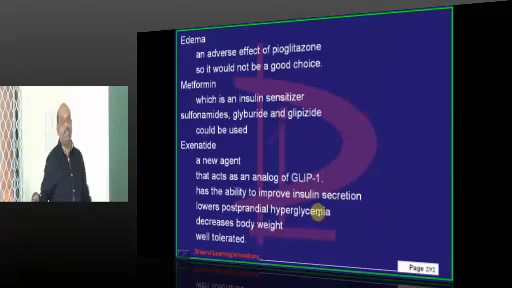 Edema
an adverse effect of pioglitazone
so it would not be a good choice.
Metformin
which is an insulin sensitizer
sulfonamides, glyburide and glipizide
could be used
Exenatide
a new agent
that acts as an analog of GLIP-1.
has the ability to improve insulin secretion
lowers postprandial hyperglycemia
decreases body weight
well tolerated.
Page 292